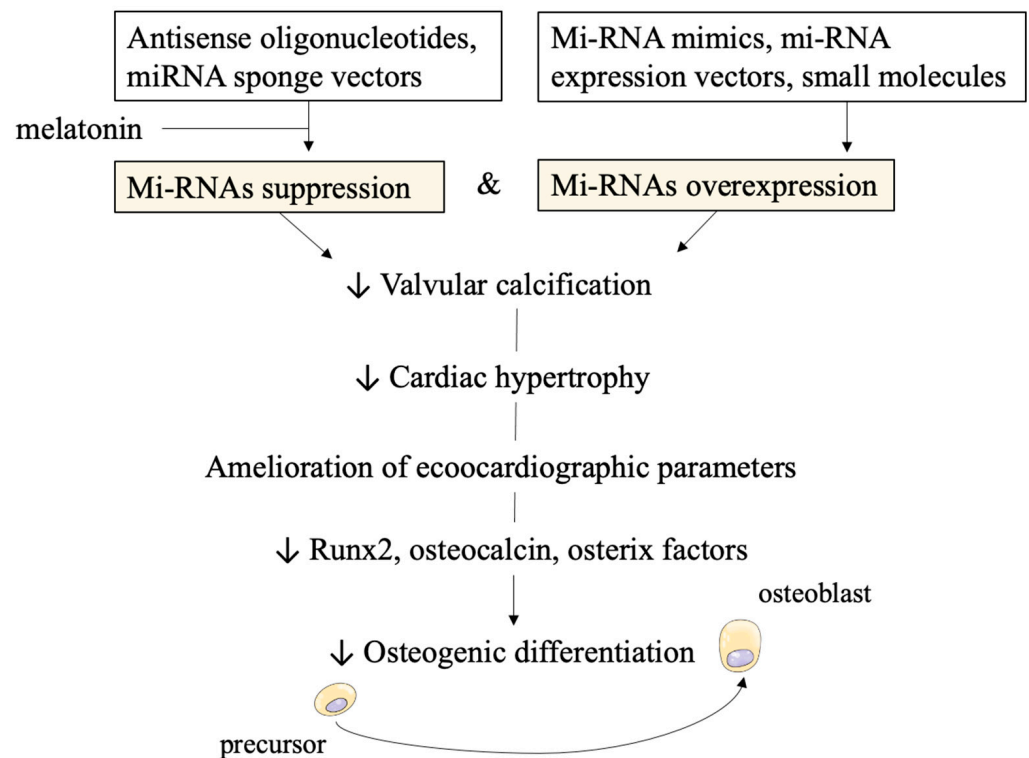 Antisense oligonucleotides,
miRNA sponge vectors
Mi-RNA mimics, mi-RNA
expression vectors, small molecules
melatonin
Mi-RNAs suppression
&
Mi-RNAs overexpression
↓ Valvular calcification
↓ Cardiac hypertrophy
Amelioration of ecoocardiographic parameters
↓ Runx2, osteocalcin, osterix factors
osteoblast
↓ Osteogenic differentiation
precursor